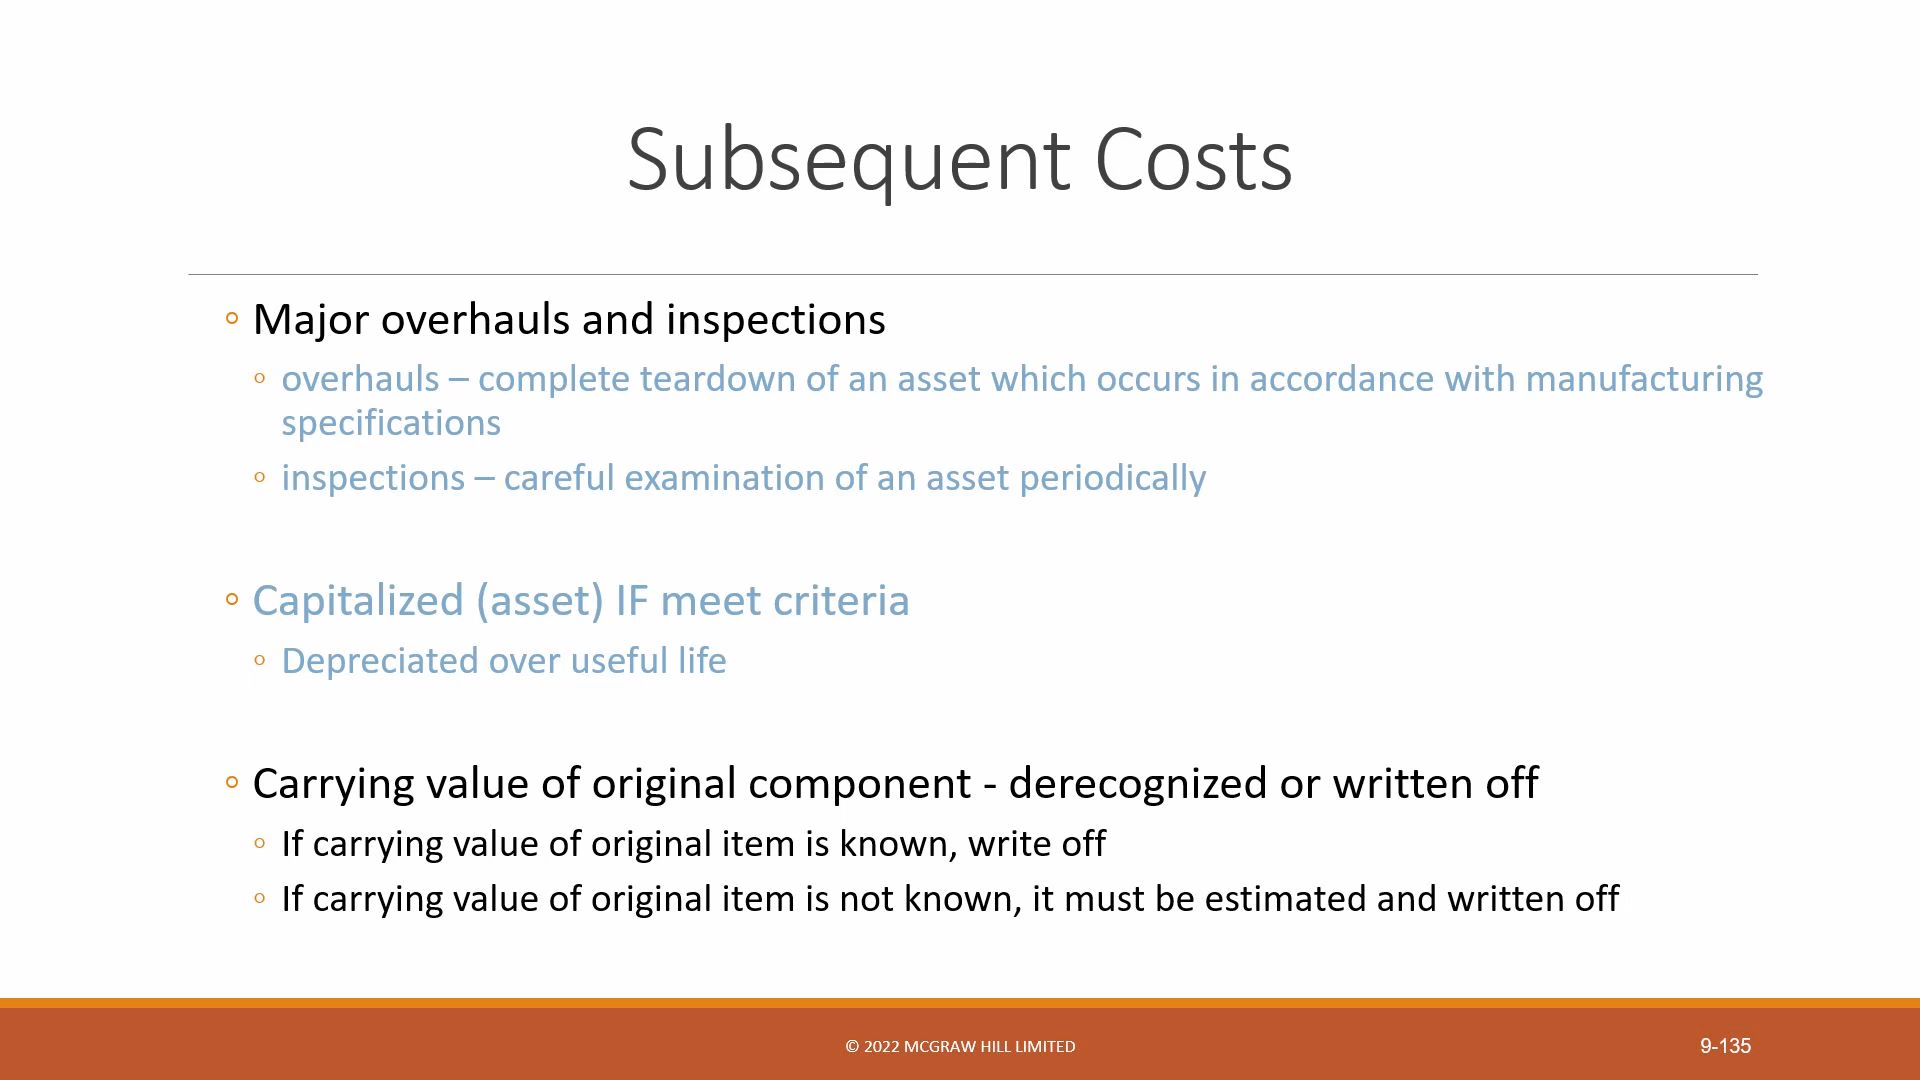 Subsequent Costs
◦ Major overhauls and inspections
◦ overhauls – complete teardown of an asset which occurs in accordance with manufacturing
specifications
◦ inspections – careful examination of an asset periodically
◦ Capitalized (asset) IF meet criteria
◦ Depreciated over useful life
◦ Carrying value of original component - derecognized or written off
◦ If carrying value of original item is known, write off
◦ If carrying value of original item is not known, it must be estimated and written off
© 2022 MCGRAW HILL LIMITED
9-135